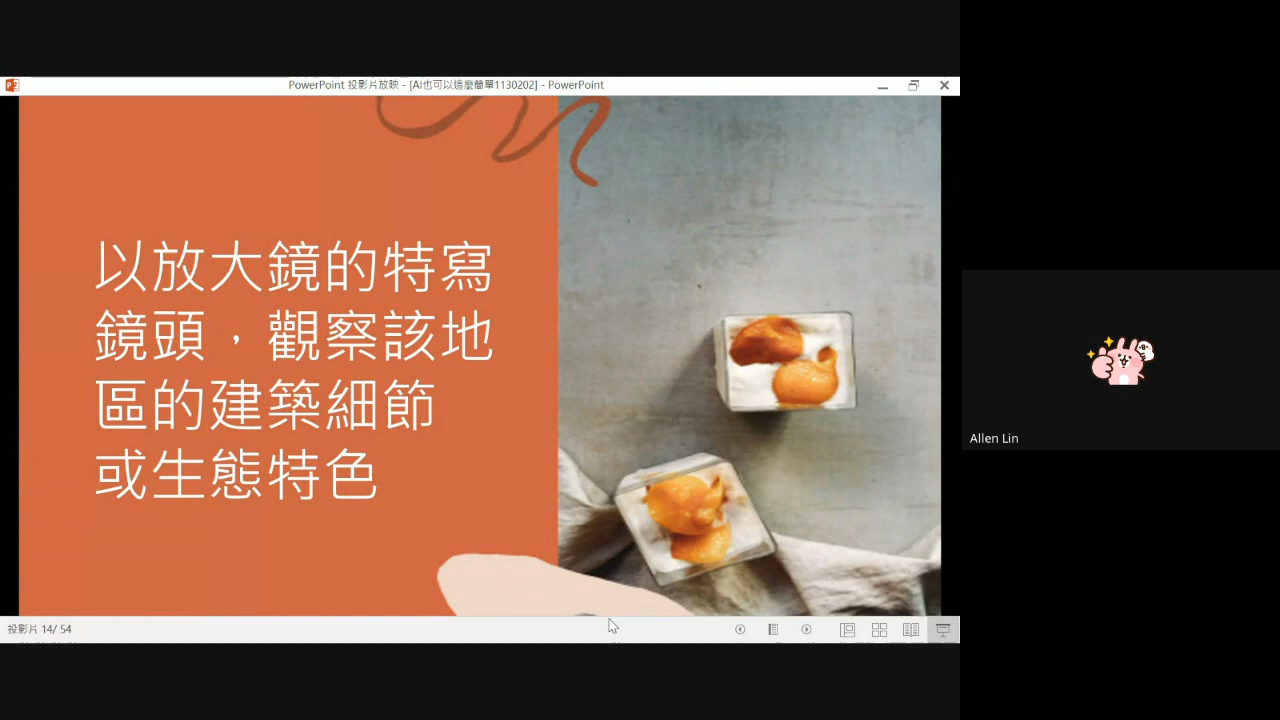 PowerPoint 投影片放映 - [AI也可以這麼簡單1130202] - PowerPoint
以放大鏡的特寫
鏡頭，觀察該地
區的建築細節
或生態特色
Allen Lin
投影片 14/ 54